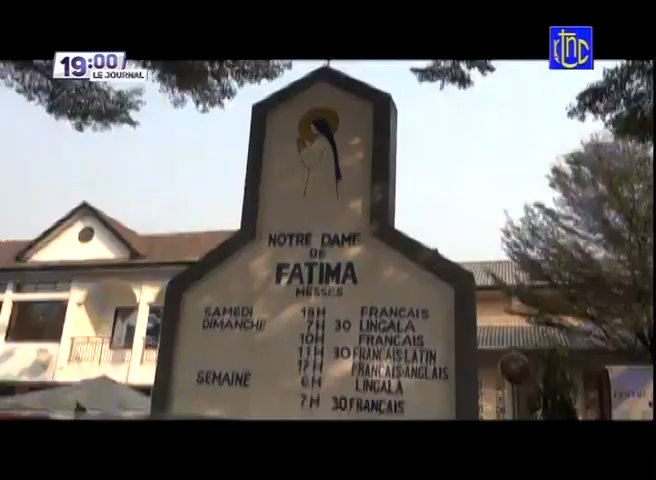 19:00/
LE JOURNAL
rtnc
NOTRE DAME
DE
FATIMA
MESSES
SAMEDI 18H FRANCAIS
DIMANCHE 7H 30 LINGALA
10H FRANCAIS
11H 30 FRANCAIS LATIN
17H FRANCAIS-ANGLAIS
SEMAINE 6H LINGALA
7H 30 FRANCAIS